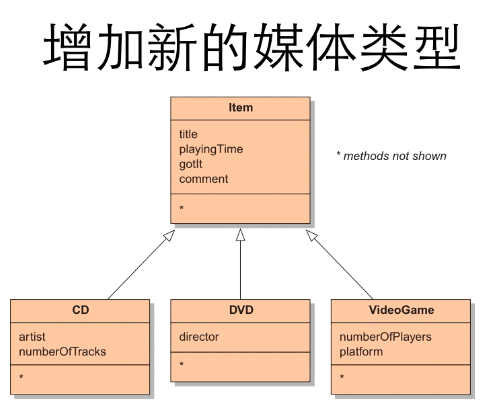 增加新的媒体类型
Item
title
playingTime
gotIt
comment
*
* methods not shown
CD
artist
numberOfTracks
*
DVD
director
*
VideoGame
numberOfPlayers
platform
*